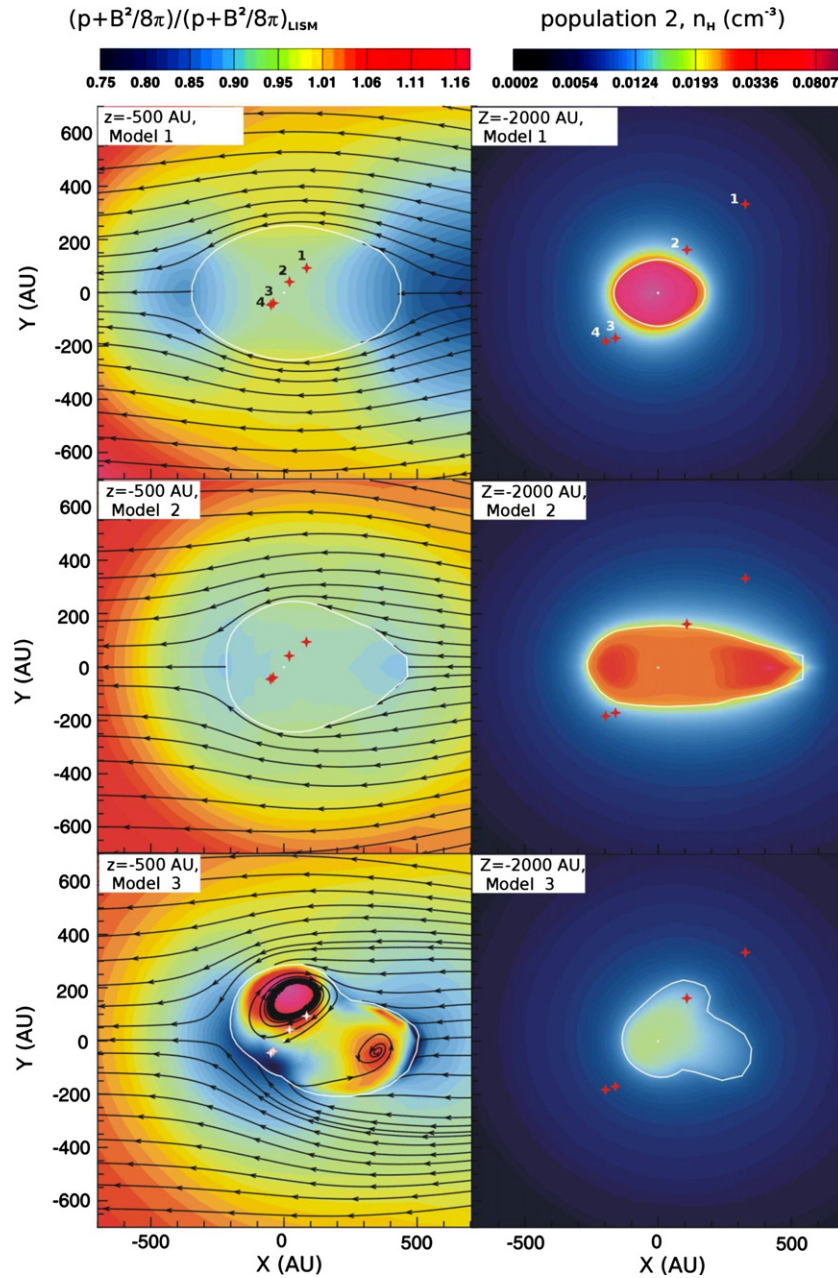 (p+B²/8π)/(p+B²/8π)LISM
population 2, nH (cm⁻³)
0.75 0.85 0.90 0.95 1.01 1.06 1.11 1.16
0.0002 0.0054 0.0124 0.0193 0.0336 0.0807
z=-500 AU,
Model 1
Z=-2000 AU,
Model 1
600
400
200
0
-200
-400
-600
Y (AU)
1
2
3
4
1
2
3
4
z=-500 AU,
Model 2
Z=-2000 AU,
Model 2
600
400
200
0
-200
-400
-600
Y (AU)
z=-500 AU,
Model 3
Z=-2000 AU,
Model 3
600
400
200
0
-200
-400
-600
Y (AU)
-500 0 500
X (AU)
-500 0 500
X (AU)